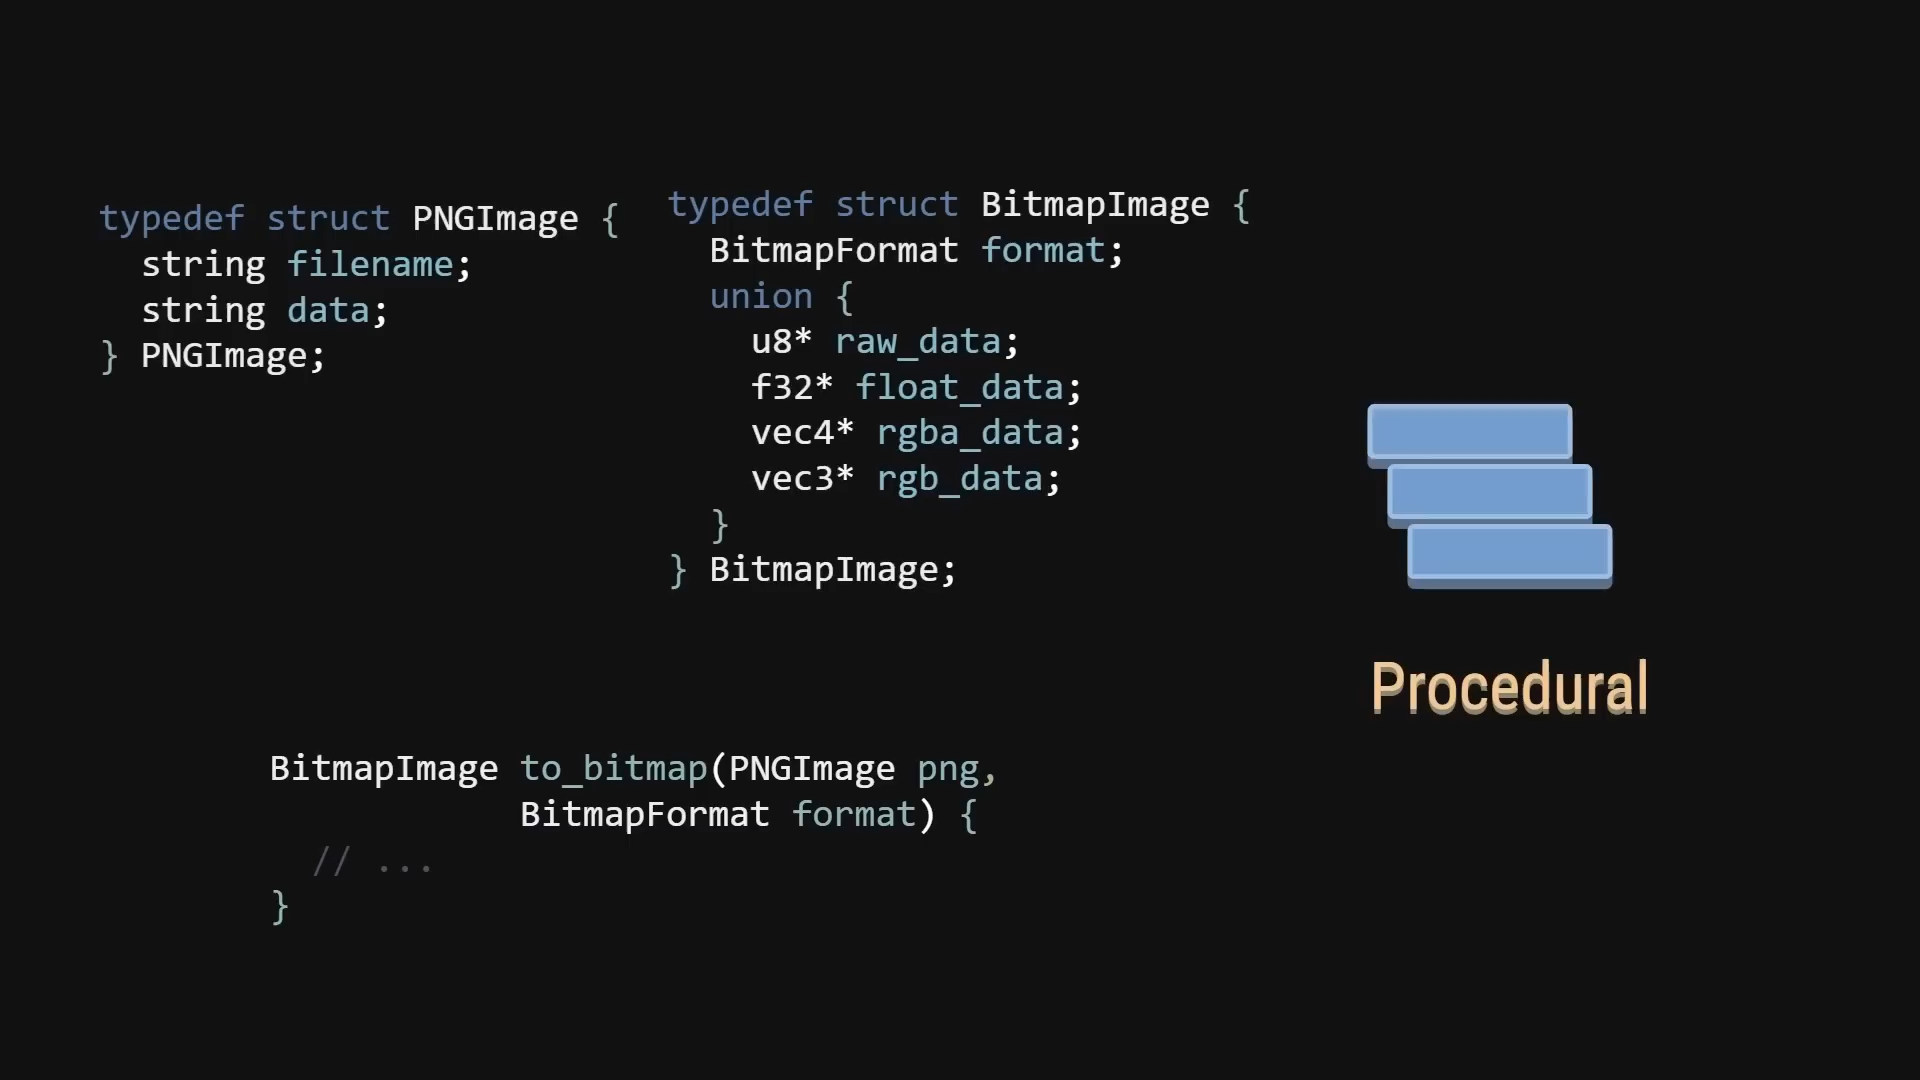 typedef struct PNGImage {
  string filename;
  string data;
} PNGImage;
typedef struct BitmapImage {
  BitmapFormat format;
  union {
    u8* raw_data;
    f32* float_data;
    vec4* rgba_data;
    vec3* rgb_data;
  }
} BitmapImage;
Procedural
BitmapImage to_bitmap(PNGImage png,
            BitmapFormat format) {
  // ...
}